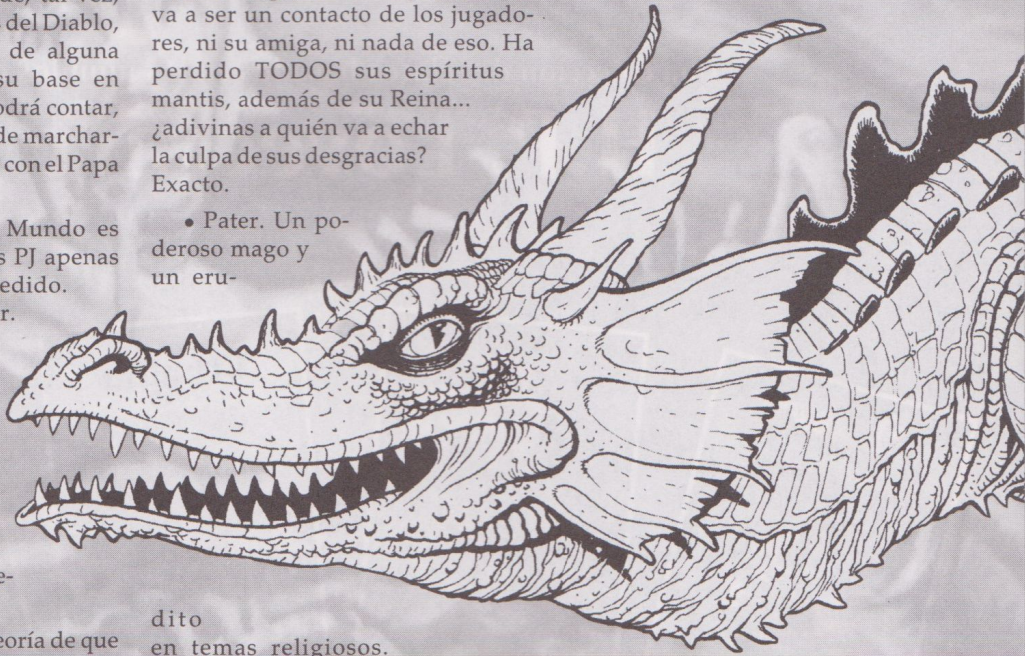 de, tal vez,
del Diablo,
de alguna
su base en
odrá contar,
de marchar-
con el Papa
Mundo es
s PJ apenas
edido.
r.
e-
eoría de que
va a ser un contacto de los jugado-
res, ni su amiga, ni nada de eso. Ha
perdido TODOS sus espíritus
mantis, además de su Reina...
¿adivinas a quién va a echar
la culpa de sus desgracias?
Exacto.
• Pater. Un po-
deroso mago y
un eru-
dito
en temas religiosos.